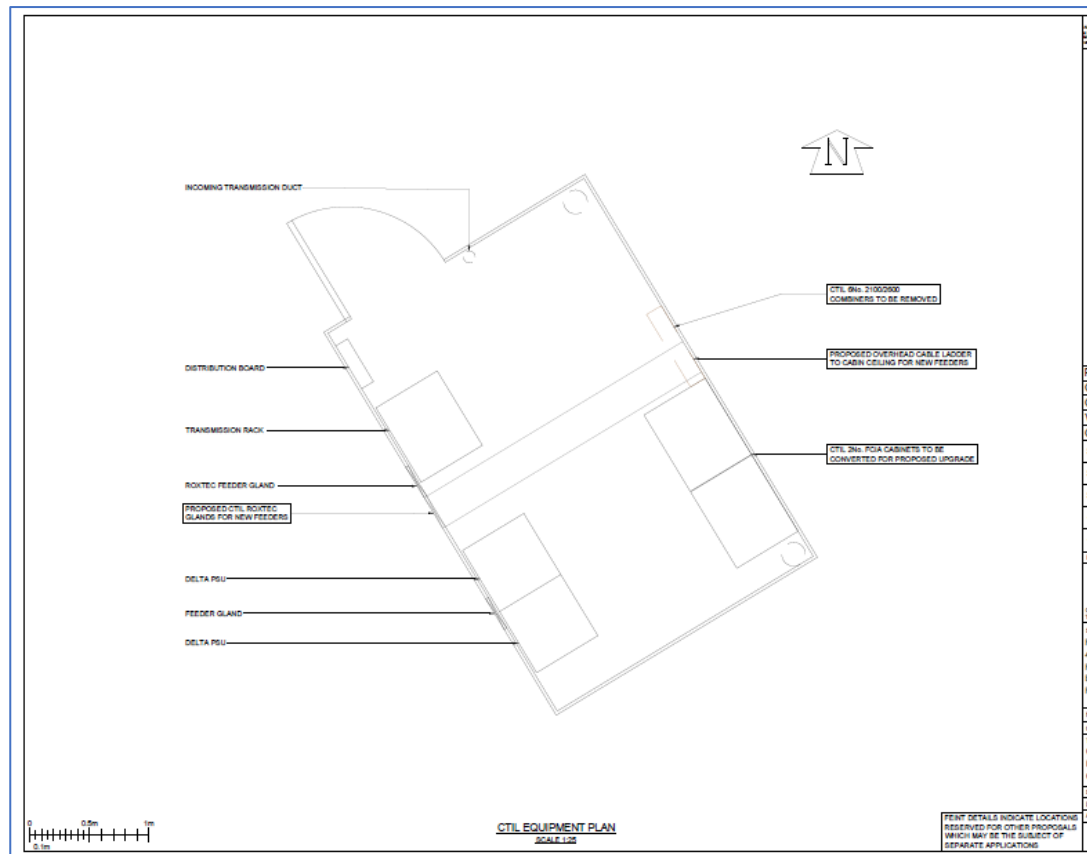 N
INCOMING TRANSMISSION DUCT
CTIL 6No. 2100/2600
COMBINERS TO BE REMOVED
PROPOSED OVERHEAD CABLE LADDER
TO CABIN CEILING FOR NEW FEEDERS
DISTRIBUTION BOARD
TRANSMISSION RACK
CTIL 2No. FCIA CABINETS TO BE
CONVERTED FOR PROPOSED UPGRADE
ROXTEC FEEDER GLAND
PROPOSED CTIL ROXTEC
GLANDS FOR NEW FEEDERS
DELTA PSU
FEEDER GLAND
DELTA PSU
0 0.5m 1m
0.1m
CTIL EQUIPMENT PLAN
SCALE 1:25
FEINT DETAILS INDICATE LOCATIONS
RESERVED FOR OTHER PROPOSALS
WHICH MAY BE THE SUBJECT OF
SEPARATE APPLICATIONS